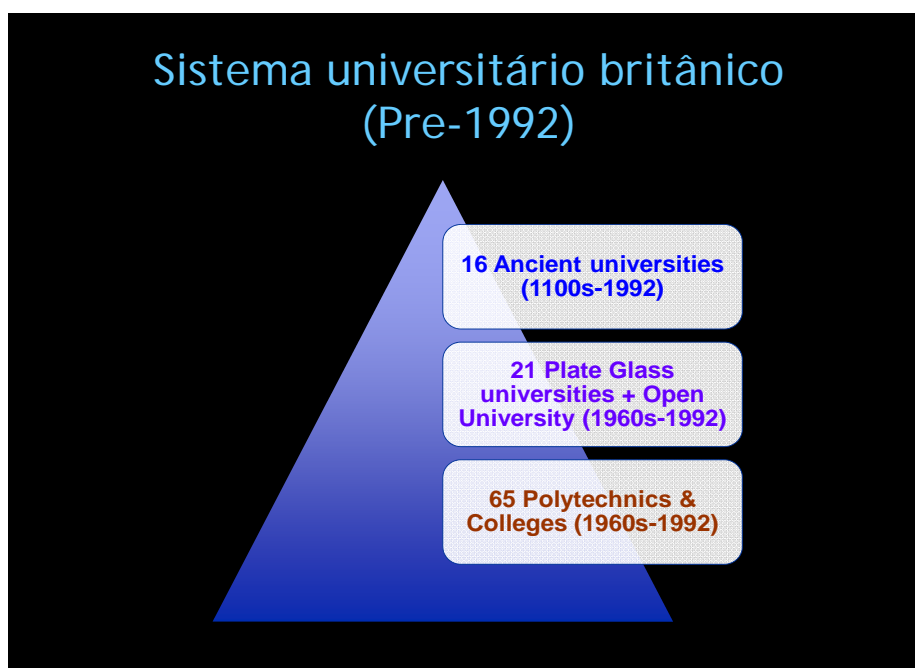 Sistema universitário britânico
(Pre-1992)
16 Ancient universities
(1100s-1992)
21 Plate Glass
universities + Open
University (1960s-1992)
65 Polytechnics &
Colleges (1960s-1992)